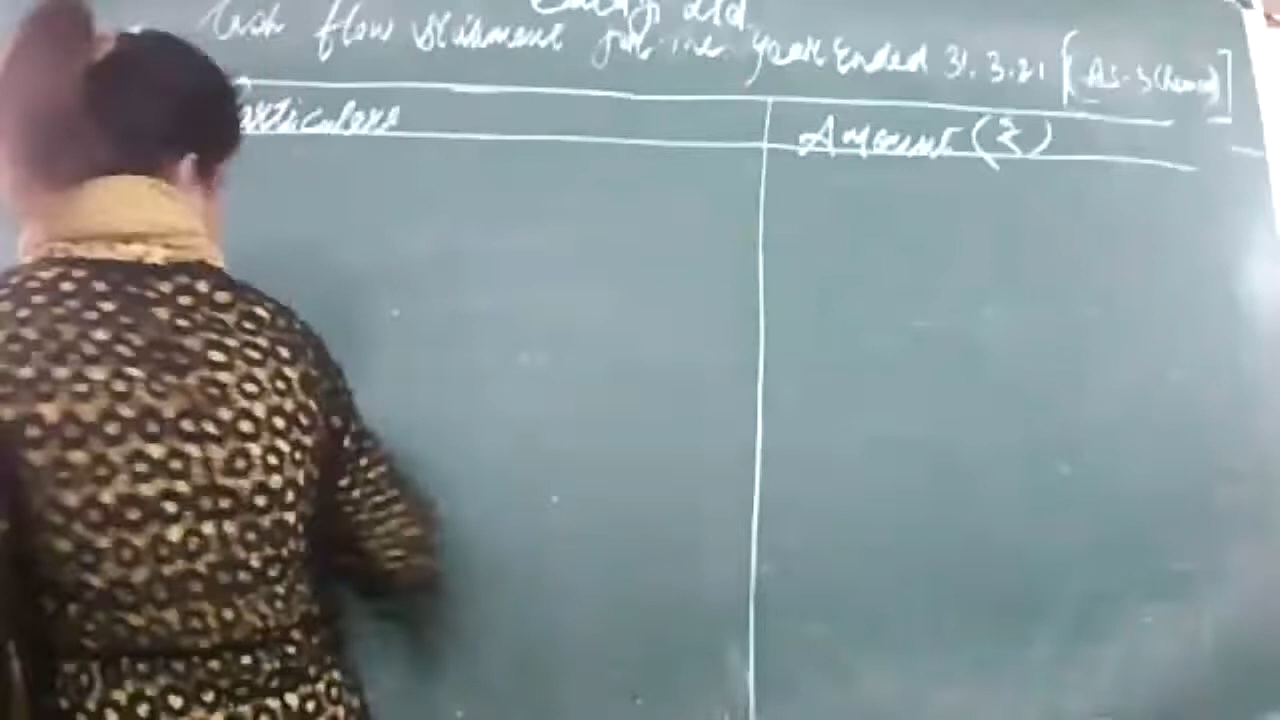 Ltd.
Cash flow statement for the year Ended 31.3.21 [AS-3 (Revised)]
Particulars
Amount (₹)